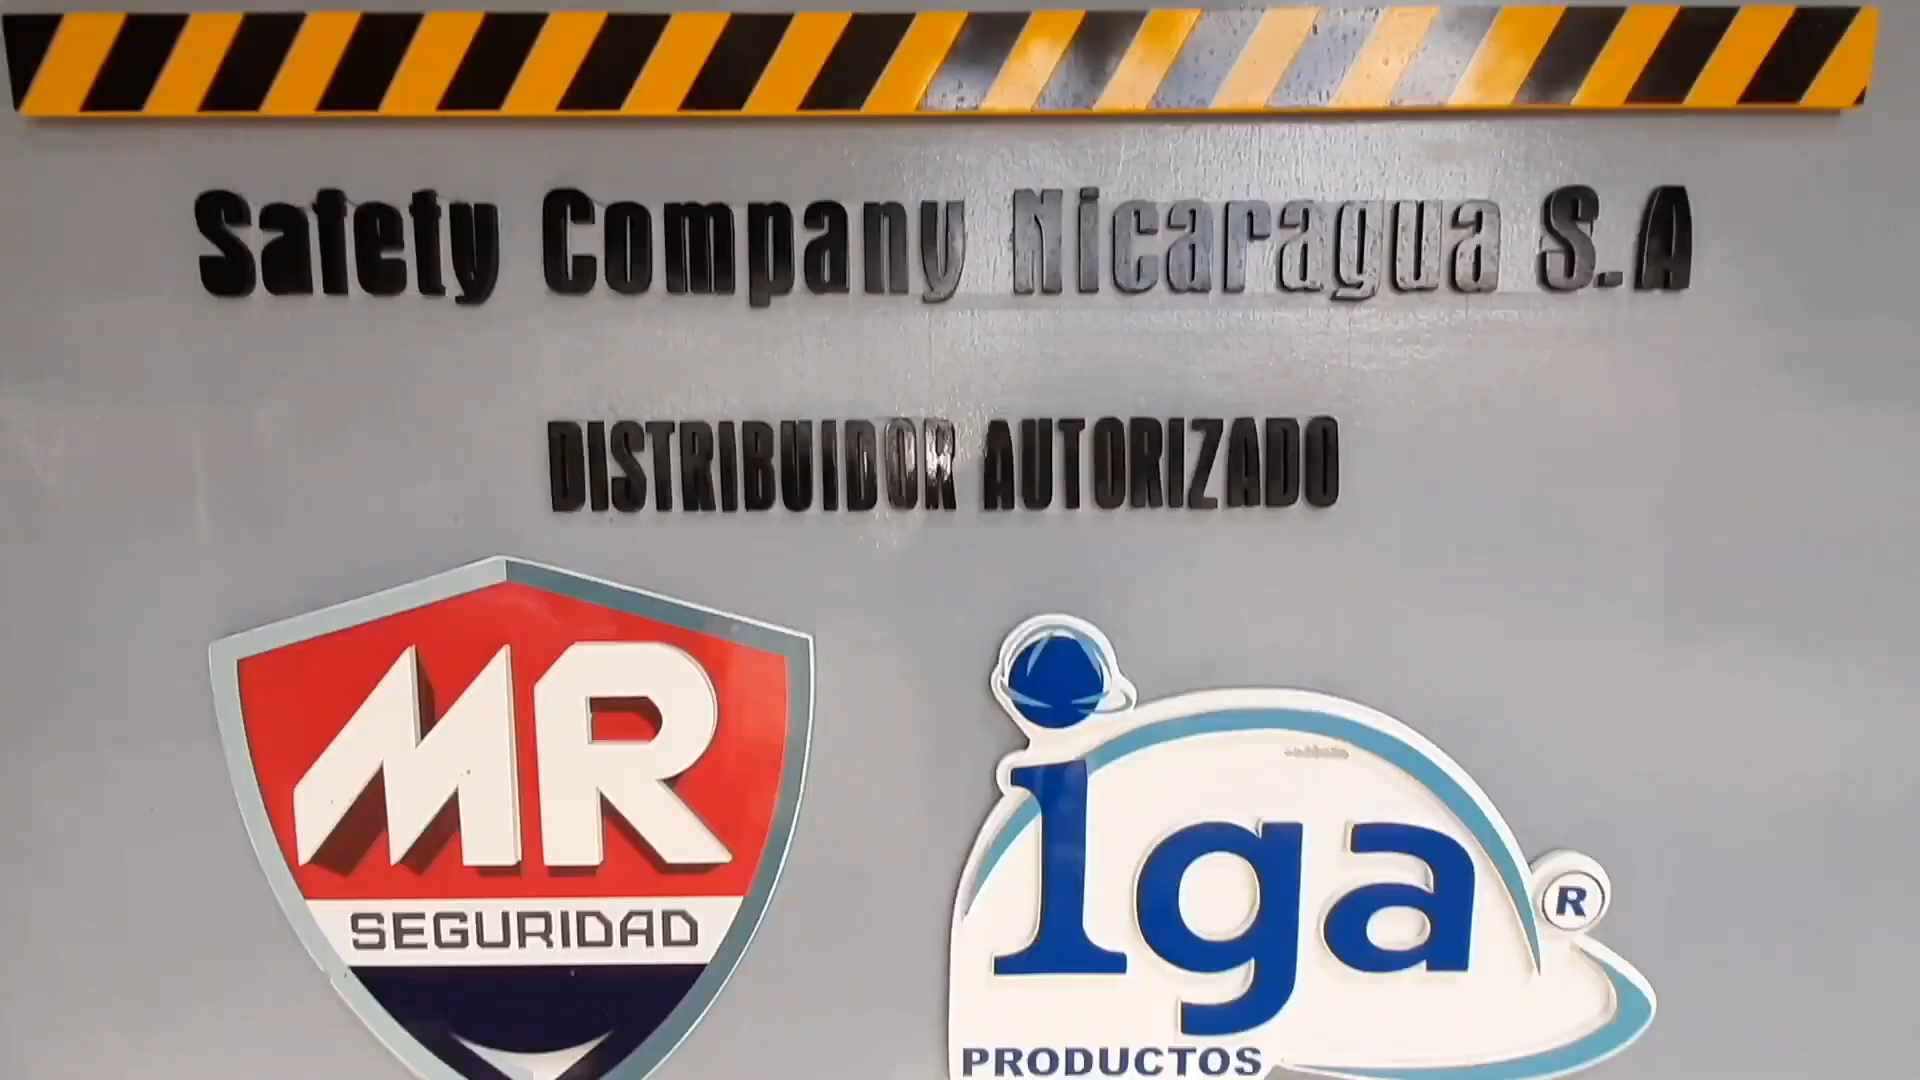 Safety Company Nicaragua S.A
DISTRIBUIDOR AUTORIZADO
MR
SEGURIDAD
iga
R
PRODUCTOS